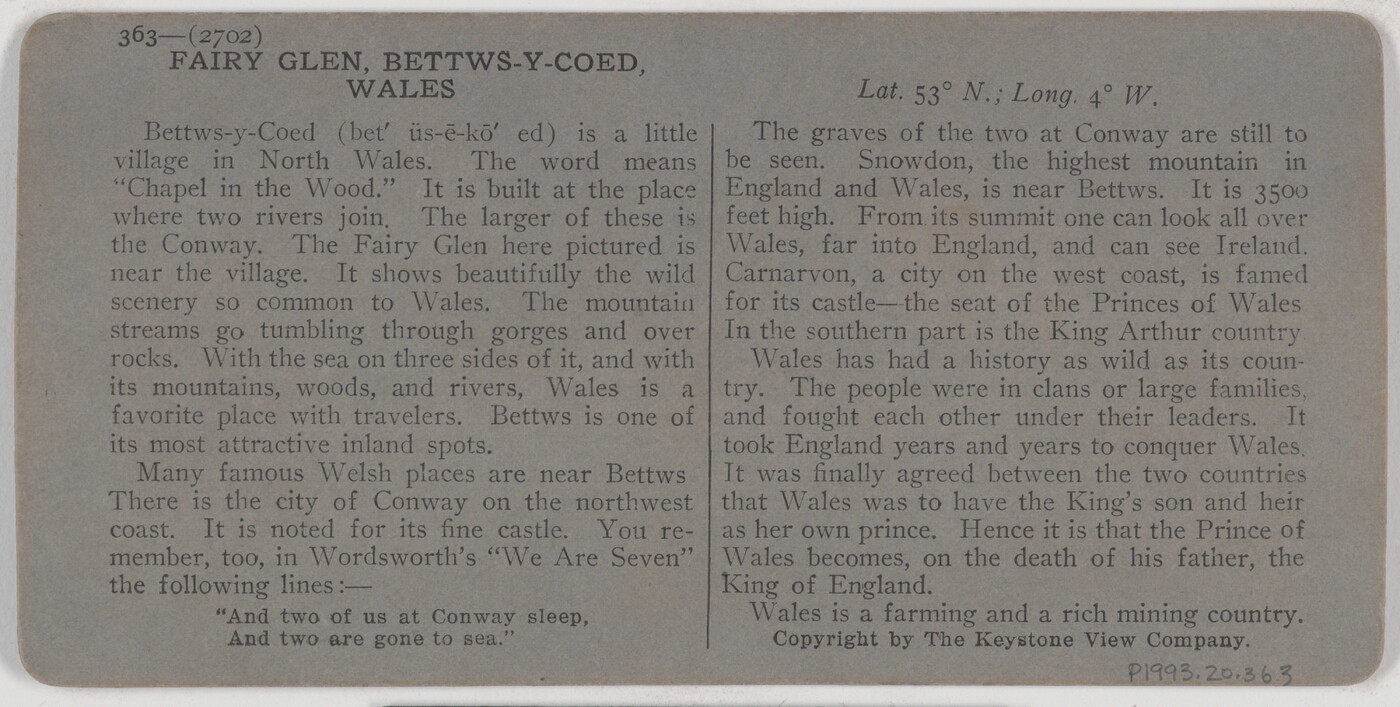 363—(2702)
FAIRY GLEN, BETTWS-Y-COED,
WALES
Bettws-y-Coed (bet′ üs-ē-kō′ ed) is a little
village in North Wales. The word means
“Chapel in the Wood.” It is built at the place
where two rivers join. The larger of these is
the Conway. The Fairy Glen here pictured is
near the village. It shows beautifully the wild
scenery so common to Wales. The mountain
streams go tumbling through gorges and over
rocks. With the sea on three sides of it, and with
its mountains, woods, and rivers, Wales is a
favorite place with travelers. Bettws is one of
its most attractive inland spots.
Many famous Welsh places are near Bettws
There is the city of Conway on the northwest
coast. It is noted for its fine castle. You re-
member, too, in Wordsworth’s “We Are Seven”
the following lines:—
“And two of us at Conway sleep,
And two are gone to sea.”
Lat. 53° N.; Long. 4° W.
The graves of the two at Conway are still to
be seen. Snowdon, the highest mountain in
England and Wales, is near Bettws. It is 3500
feet high. From its summit one can look all over
Wales, far into England, and can see Ireland.
Carnarvon, a city on the west coast, is famed
for its castle—the seat of the Princes of Wales
In the southern part is the King Arthur country
Wales has had a history as wild as its coun-
try. The people were in clans or large families,
and fought each other under their leaders. It
took England years and years to conquer Wales.
It was finally agreed between the two countries
that Wales was to have the King’s son and heir
as her own prince. Hence it is that the Prince of
Wales becomes, on the death of his father, the
King of England.
Wales is a farming and a rich mining country.
Copyright by The Keystone View Company.
P1993.20.363